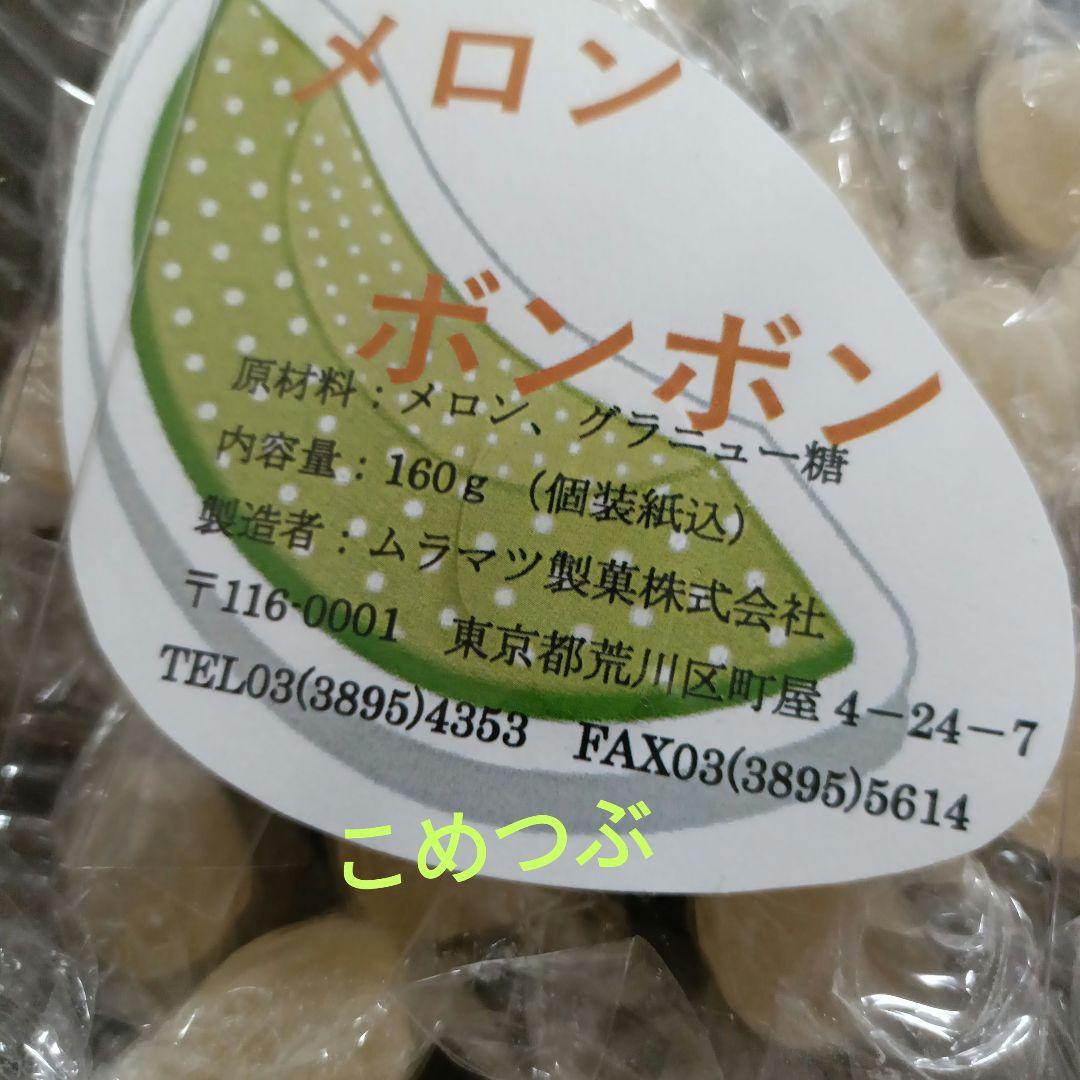 メロン
ボンボン
原材料：メロン、グラニュー糖
内容量：160ｇ （個装紙込）
製造者：ムラマツ製菓株式会社
〒116-0001 東京都荒川区町屋4－24－7
TEL03(3895)4353 FAX03(3895)5614
こめつぶ